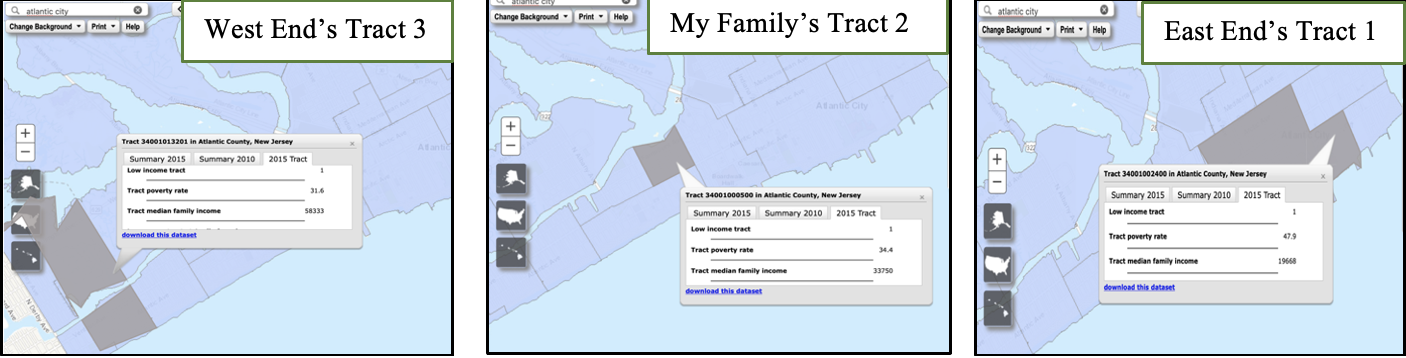 atlantic city
West End's Tract 3
Change Background Print Help
Tract 34001013201 in Atlantic County, New Jersey
Summary 2015 Summary 2010 2015 Tract
Low income tract 1
Tract poverty rate 31.6
Tract median family income 58333
download this dataset
N Derby Ave
atlantic city
My Family's Tract 2
Change Background Print Help
Atlantic City
Tract 34001000500 in Atlantic County, New Jersey
Summary 2015 Summary 2010 2015 Tract
Low income tract 1
Tract poverty rate 34.4
Tract median family income 33750
download this dataset
atlantic city
East End's Tract 1
Change Background Print Help
Tract 34001002400 in Atlantic County, New Jersey
Summary 2015 Summary 2010 2015 Tract
Low income tract 1
Tract poverty rate 47.9
Tract median family income 19668
download this dataset